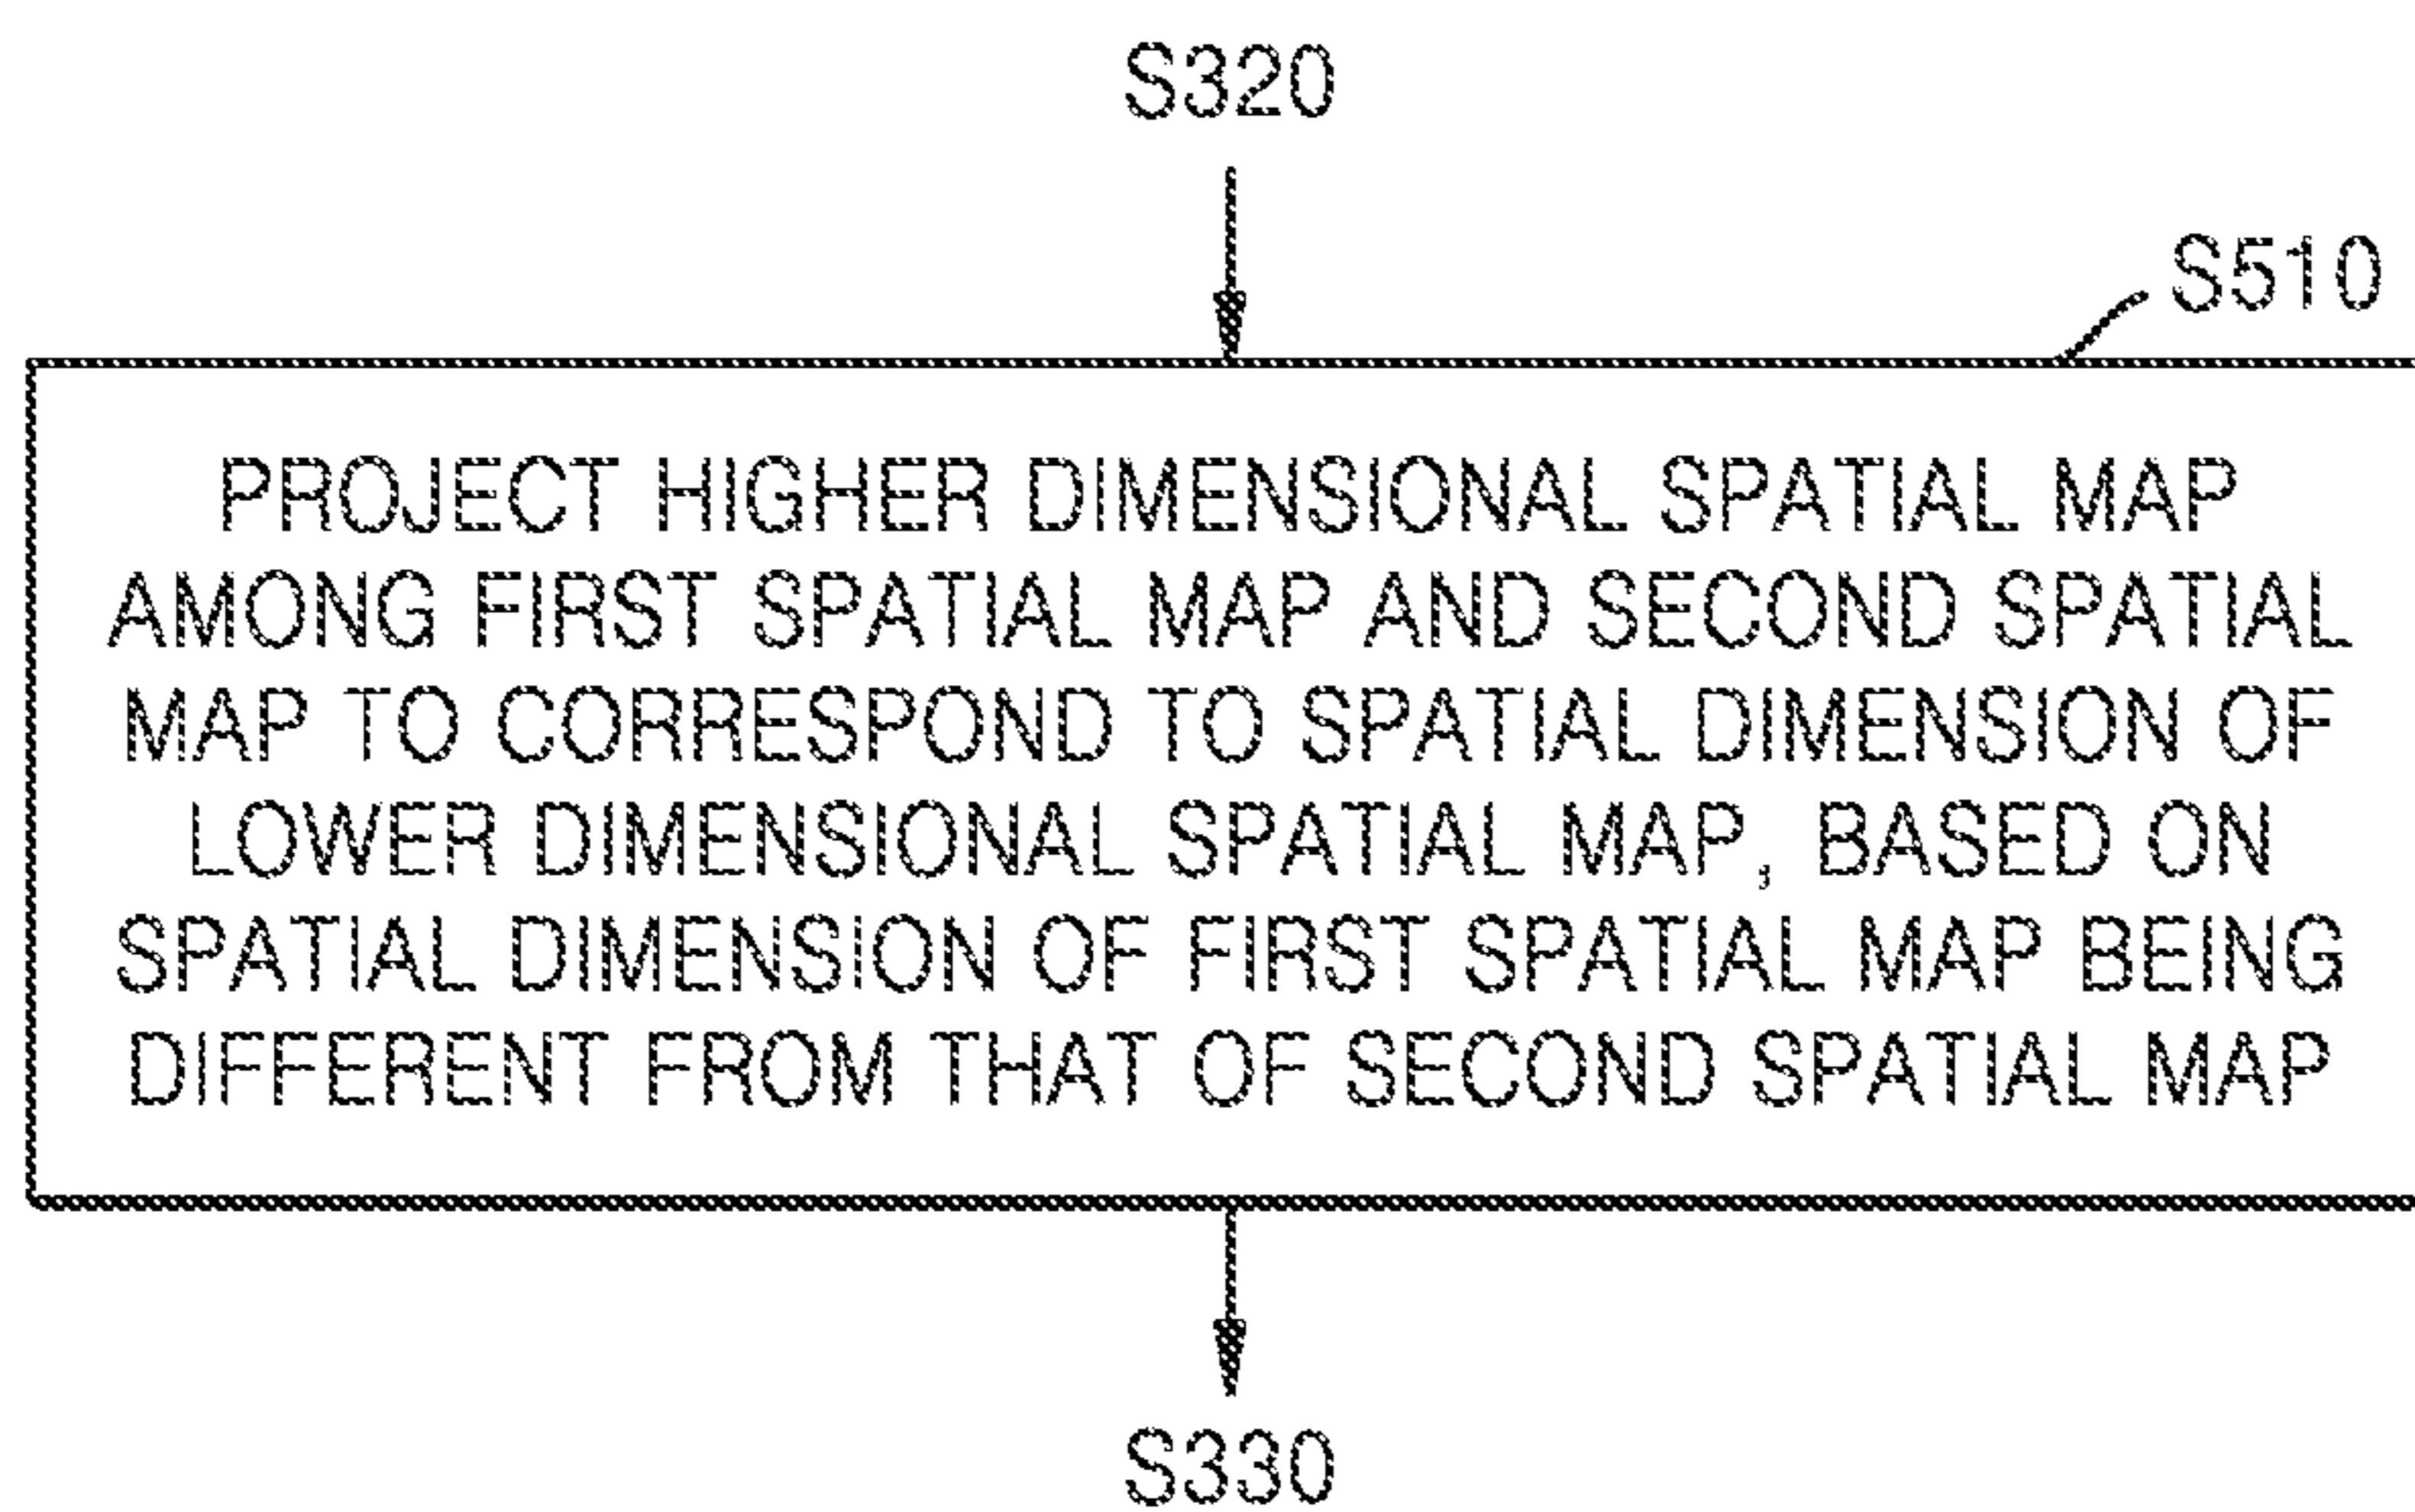 S320
S510
PROJECT HIGHER DIMENSIONAL SPATIAL MAP
AMONG FIRST SPATIAL MAP AND SECOND SPATIAL
MAP TO CORRESPOND TO SPATIAL DIMENSION OF
LOWER DIMENSIONAL SPATIAL MAP, BASED ON
SPATIAL DIMENSION OF FIRST SPATIAL MAP BEING
DIFFERENT FROM THAT OF SECOND SPATIAL MAP
S330